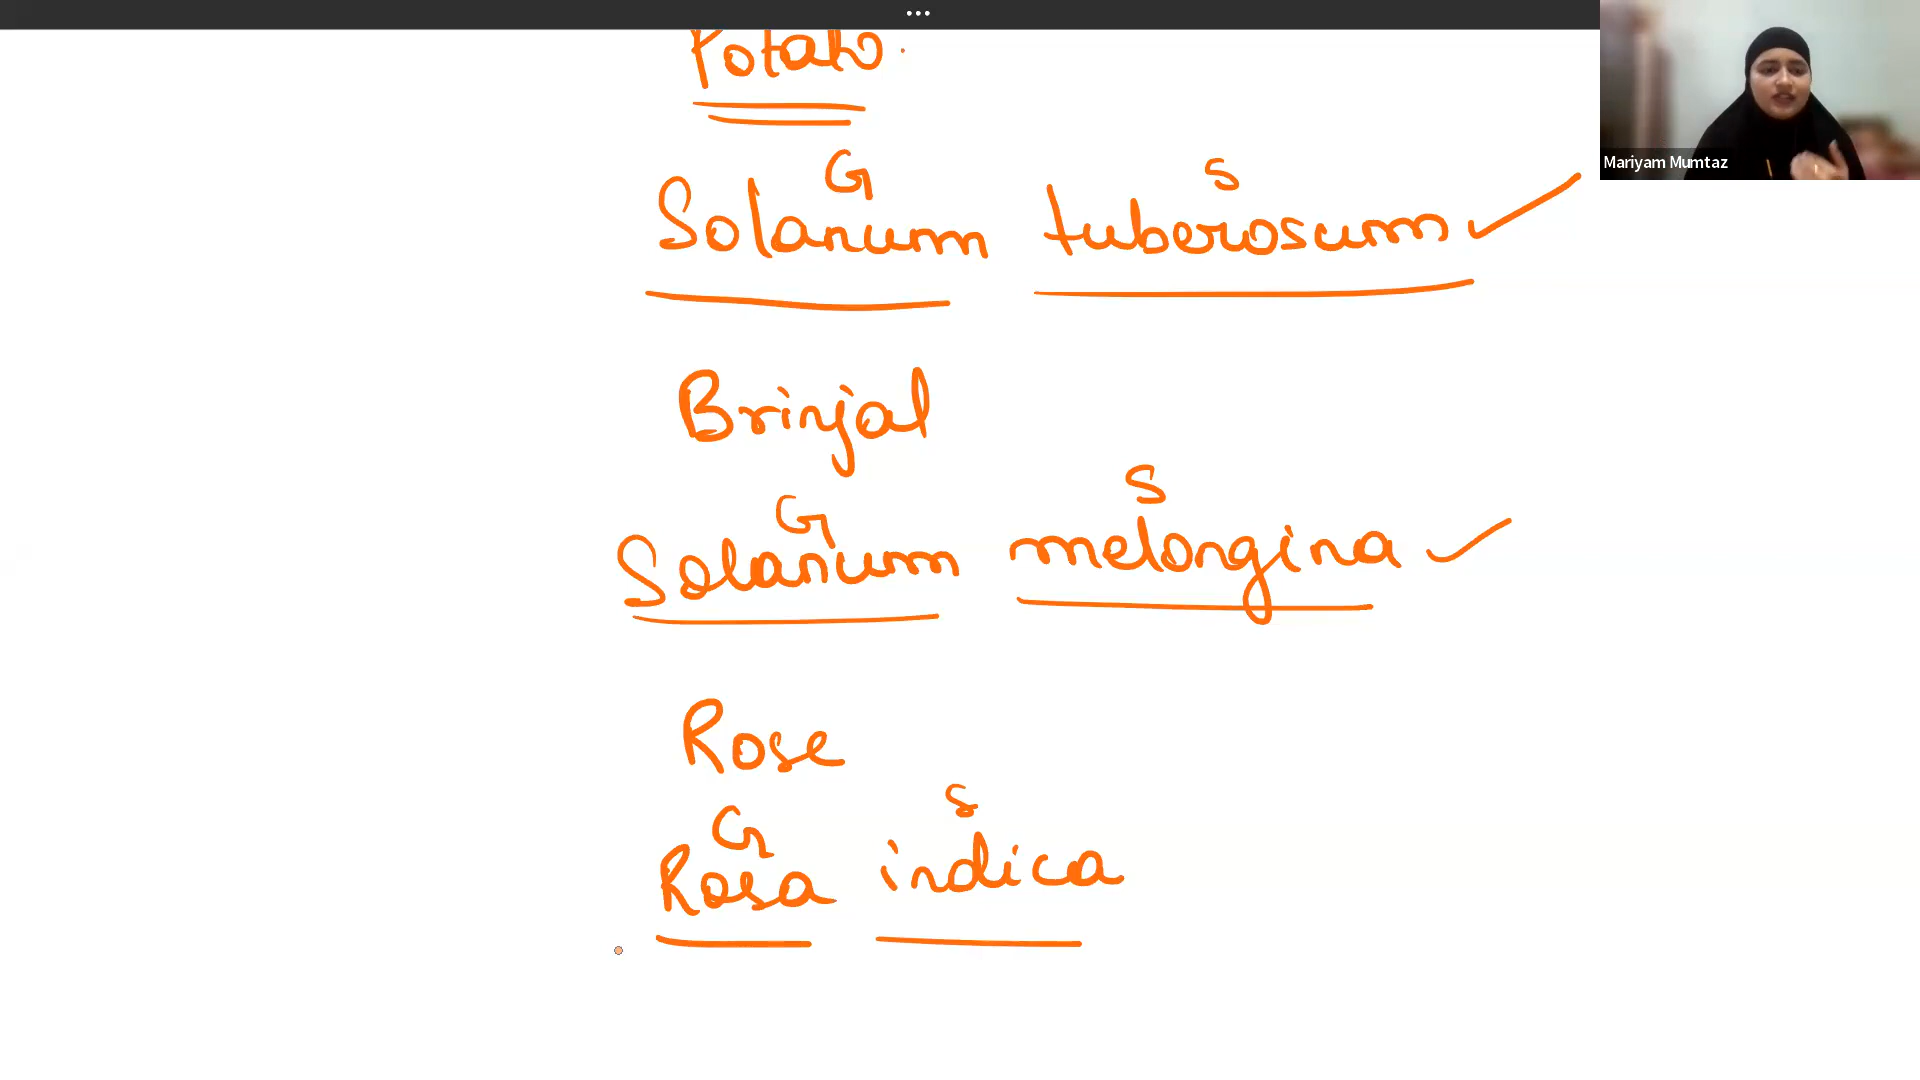 Potato.
Mariyam Mumtaz
G S
Solanum tuberosum
Brinjal
G S
Solanum melongina
Rose
G S
Rosa indica